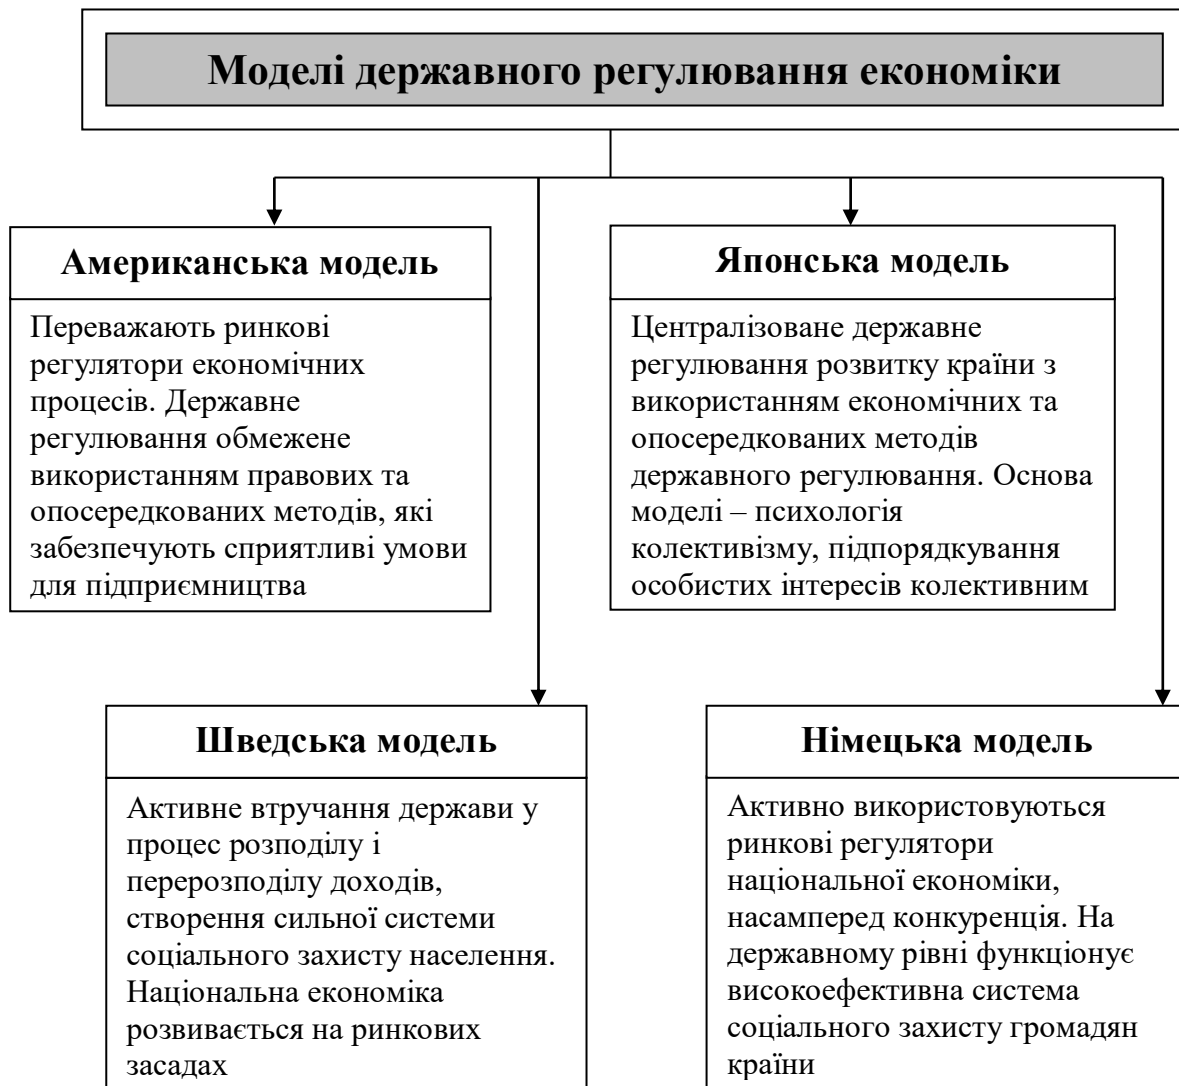 Моделі державного регулювання економіки
Американська модель
Переважають ринкові
регулятори економічних
процесів. Державне
регулювання обмежене
використанням правових та
опосередкованих методів, які
забезпечують сприятливі умови
для підприємництва
Японська модель
Централізоване державне
регулювання розвитку країни з
використанням економічних та
опосередкованих методів
державного регулювання. Основа
моделі – психологія
колективізму, підпорядкування
особистих інтересів колективним
Шведська модель
Активне втручання держави у
процес розподілу і
перерозподілу доходів,
створення сильної системи
соціального захисту населення.
Національна економіка
розвивається на ринкових
засадах
Німецька модель
Активно використовуються
ринкові регулятори
національної економіки,
насамперед конкуренція. На
державному рівні функціонує
високоефективна система
соціального захисту громадян
країни